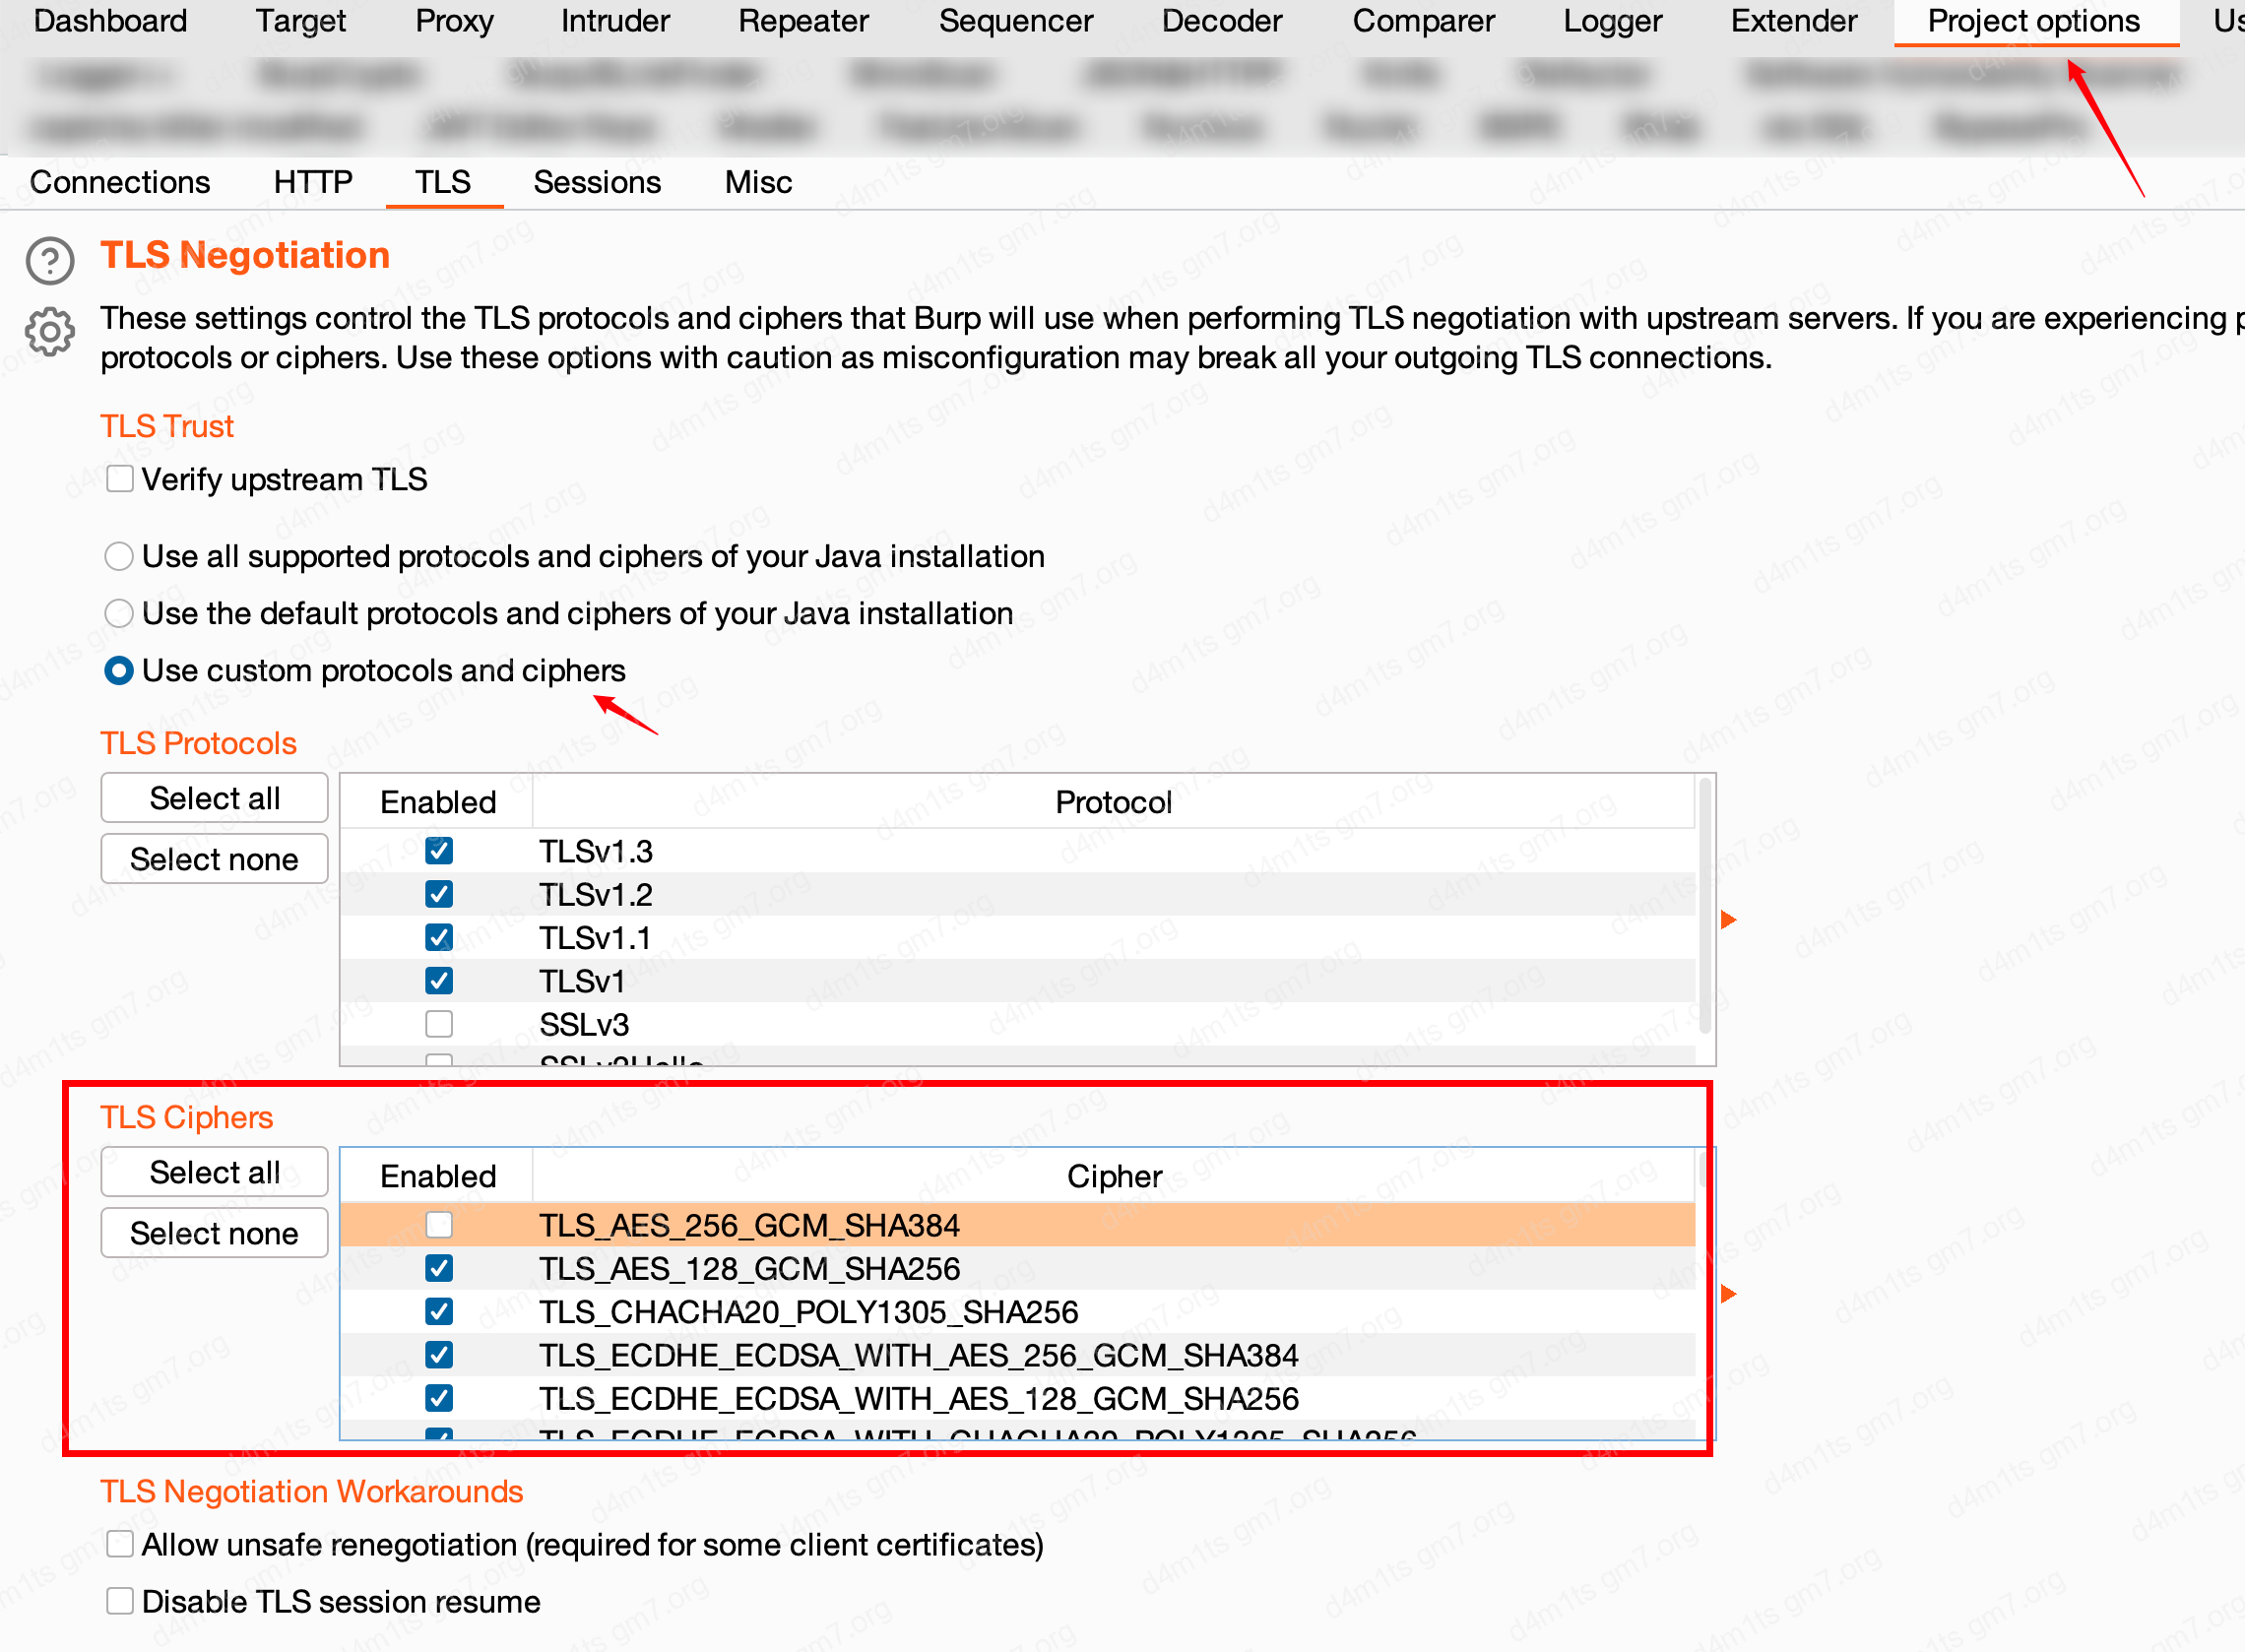 Dashboard Target Proxy Intruder Repeater Sequencer Decoder Comparer Logger Extender Project options Us
Connections HTTP TLS Sessions Misc
TLS Negotiation
These settings control the TLS protocols and ciphers that Burp will use when performing TLS negotiation with upstream servers. If you are experiencing p
protocols or ciphers. Use these options with caution as misconfiguration may break all your outgoing TLS connections.
TLS Trust
Verify upstream TLS
Use all supported protocols and ciphers of your Java installation
Use the default protocols and ciphers of your Java installation
Use custom protocols and ciphers
TLS Protocols
Select all
Select none
Enabled Protocol
TLSv1.3
TLSv1.2
TLSv1.1
TLSv1
SSLv3
SSLv2Hello
TLS Ciphers
Select all
Select none
Enabled Cipher
TLS_AES_256_GCM_SHA384
TLS_AES_128_GCM_SHA256
TLS_CHACHA20_POLY1305_SHA256
TLS_ECDHE_ECDSA_WITH_AES_256_GCM_SHA384
TLS_ECDHE_ECDSA_WITH_AES_128_GCM_SHA256
TLS_ECDHE_ECDSA_WITH_CHACHA20_POLY1305_SHA256
TLS Negotiation Workarounds
Allow unsafe renegotiation (required for some client certificates)
Disable TLS session resume
d4m1ts gm7.org